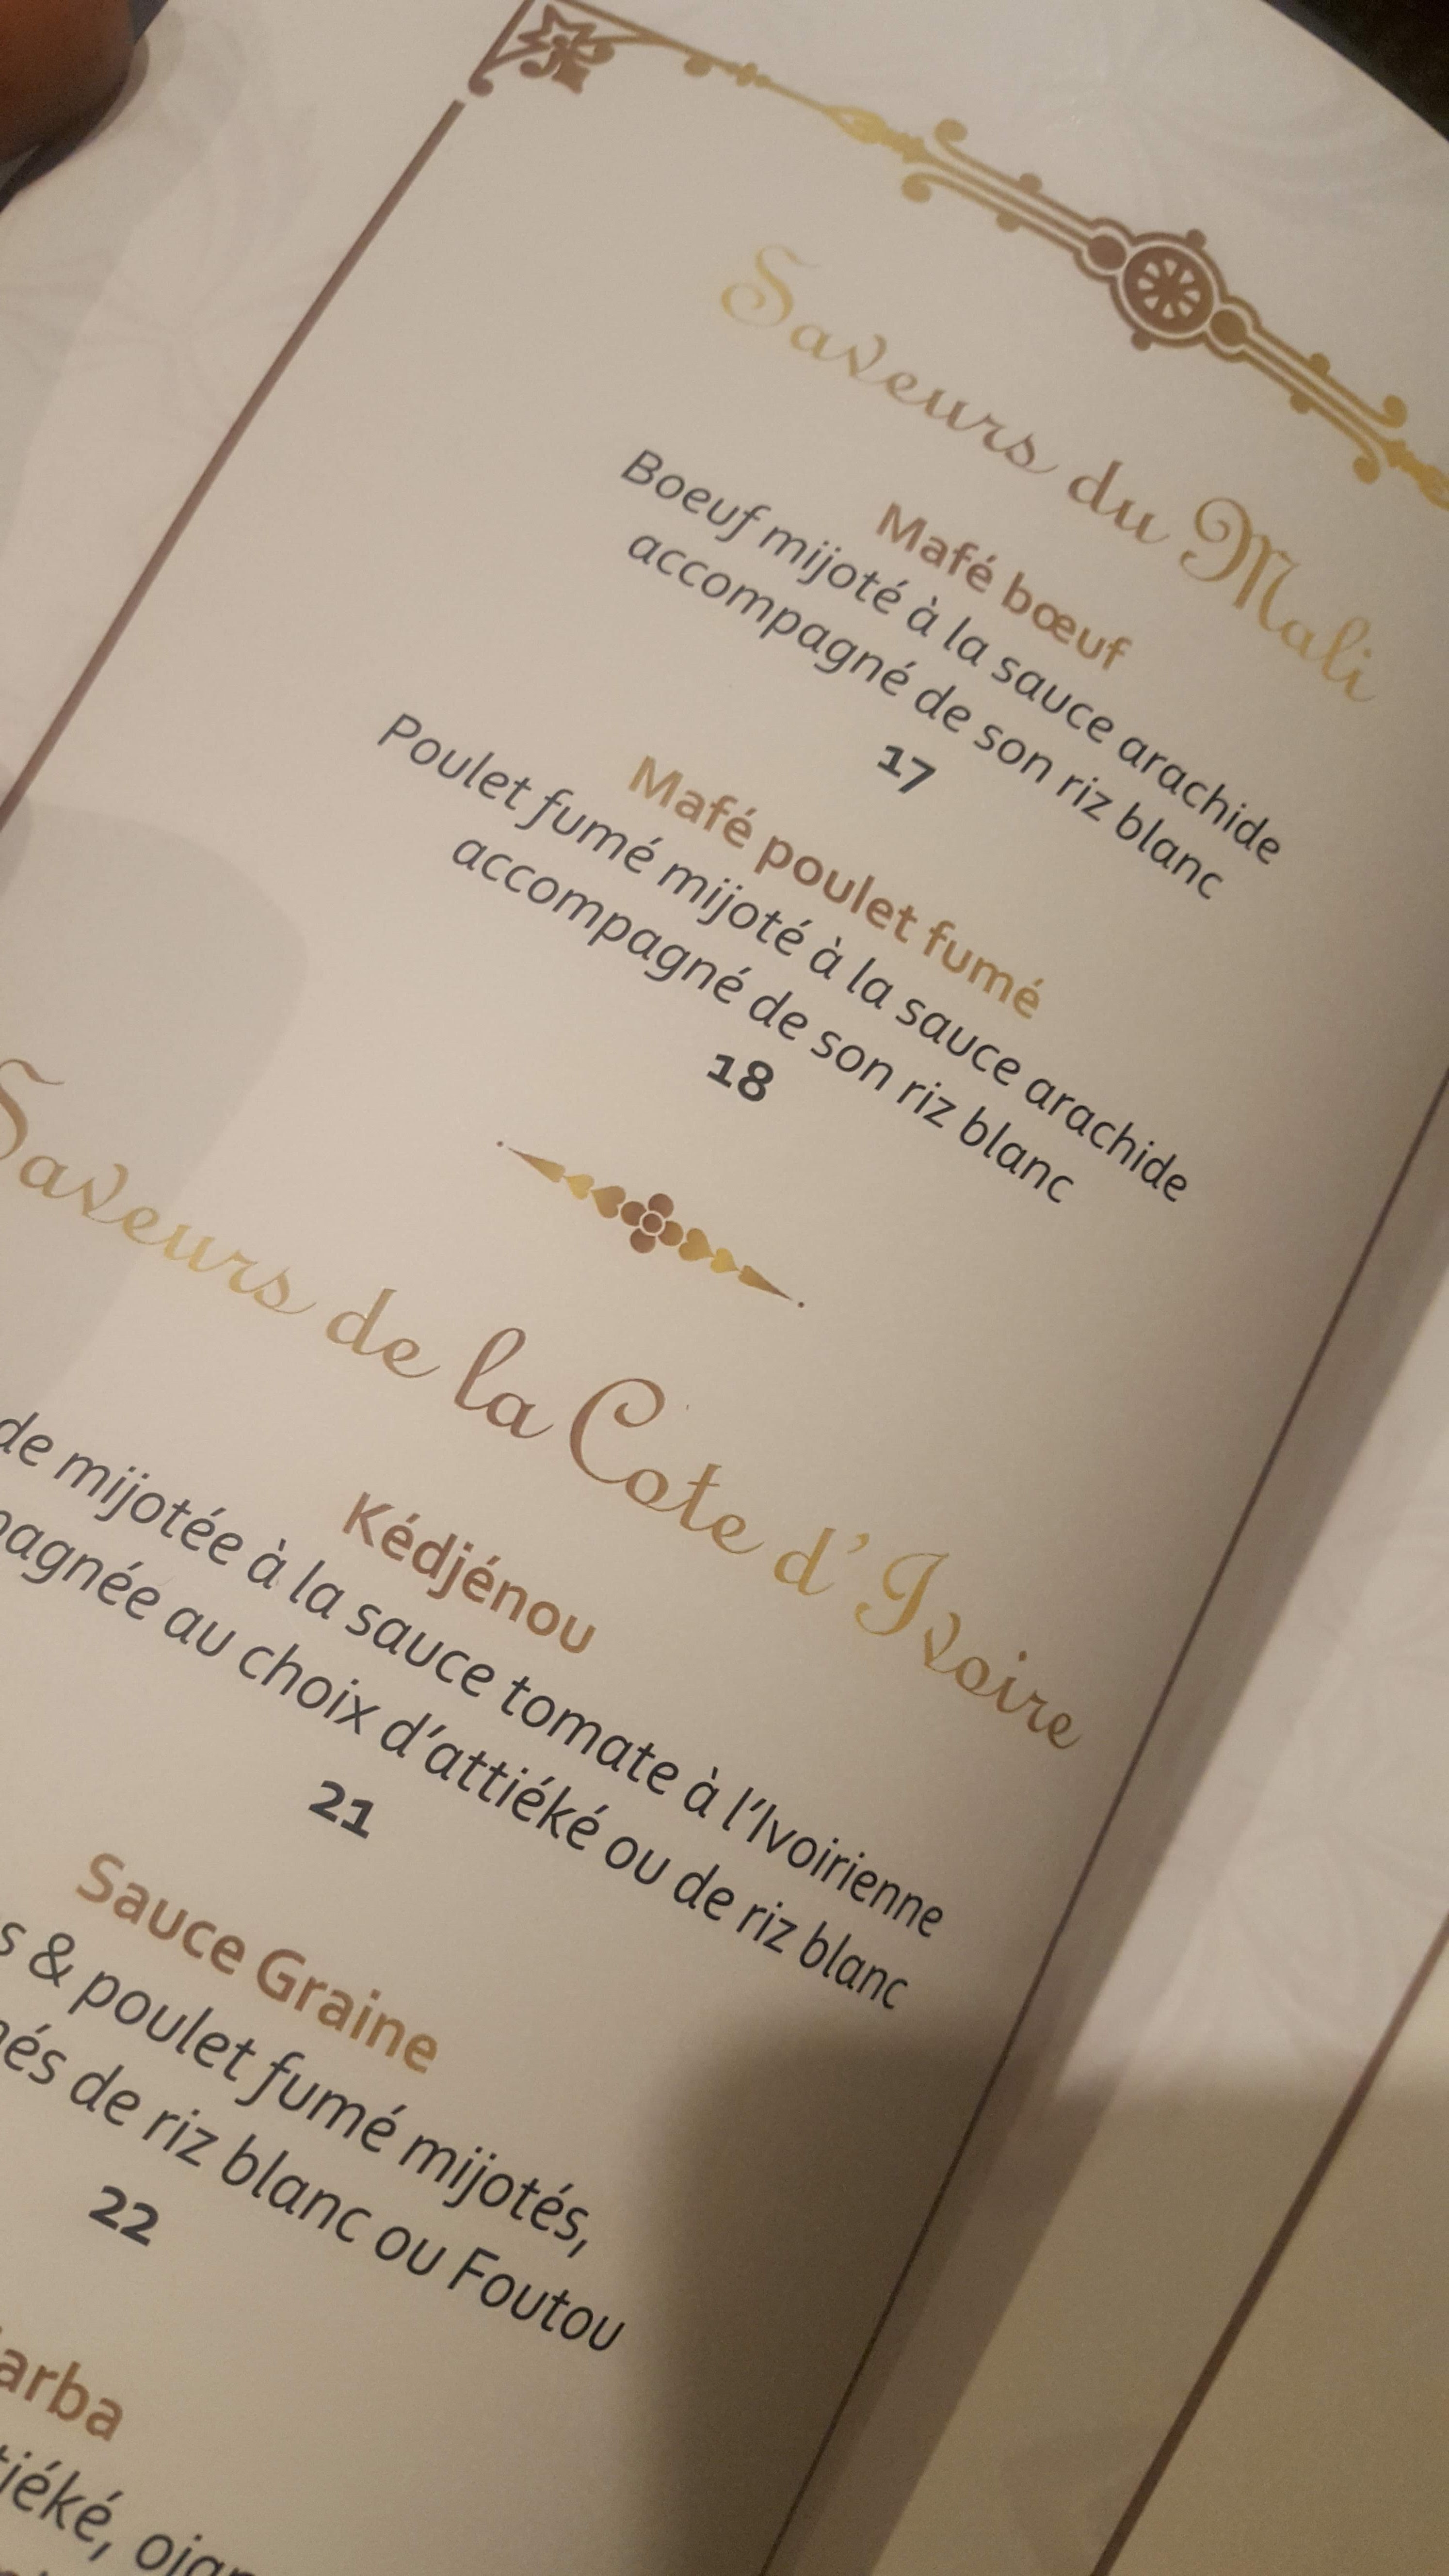 Saveurs du Mali
Mafé bœuf
Boeuf mijoté à la sauce arachide
accompagné de son riz blanc
17
Mafé poulet fumé
Poulet fumé mijoté à la sauce arachide
accompagné de son riz blanc
18
Saveurs de la Cote d'Ivoire
Kédjénou
de mijotée à la sauce tomate à l'Ivoirienne
agnée au choix d'attiéké ou de riz blanc
21
Sauce Graine
s & poulet fumé mijotés,
és de riz blanc ou Foutou
22
arba
iéké,